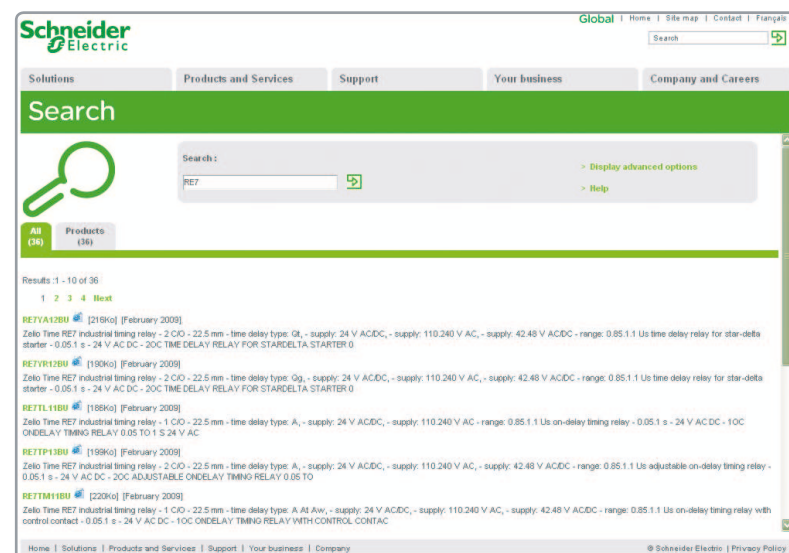 Schneider
Electric
Global | Home | Site map | Contact | Français
Search
Solutions
Products and Services
Support
Your business
Company and Careers
Search
Search :
RE7
> Display advanced options
> Help
All
(36)
Products
(36)
Results :1 - 10 of 36
1 2 3 4 Next
RE7YA12BU [216Ko] [February 2009]
Zelio Time RE7 industrial timing relay - 2 C/O - 22.5 mm - time delay type: Qt, - supply: 24 V AC/DC, - supply: 110.240 V AC, - supply: 42.48 V AC/DC - range: 0.85.1.1 Us time delay relay for star-delta
starter - 0.05.1 s - 24 V AC DC - 2OC TIME DELAY RELAY FOR STARDELTA STARTER 0
RE7YR12BU [190Ko] [February 2009]
Zelio Time RE7 industrial timing relay - 2 C/O - 22.5 mm - time delay type: Qg, - supply: 24 V AC/DC, - supply: 110.240 V AC, - supply: 42.48 V AC/DC - range: 0.85.1.1 Us time delay relay for star-delta
starter - 0.05.1 s - 24 V AC DC - 2OC TIME DELAY RELAY FOR STARDELTA STARTER 0
RE7TL11BU [186Ko] [February 2009]
Zelio Time RE7 industrial timing relay - 1 C/O - 22.5 mm - time delay type: A, - supply: 24 V AC/DC, - supply: 110.240 V AC - range: 0.85.1.1 Us on-delay timing relay - 0.05.1 s - 24 V AC DC - 1OC
ONDELAY TIMING RELAY 0.05 TO 1 S 24 V AC
RE7TP13BU [199Ko] [February 2009]
Zelio Time RE7 industrial timing relay - 2 C/O - 22.5 mm - time delay type: A, - supply: 24 V AC/DC, - supply: 110.240 V AC, - supply: 42.48 V AC/DC - range: 0.85.1.1 Us adjustable on-delay timing relay -
0.05.1 s - 24 V AC DC - 2OC ADJUSTABLE ONDELAY TIMING RELAY 0.05 TO
RE7TM11BU [220Ko] [February 2009]
Zelio Time RE7 industrial timing relay - 1 C/O - 22.5 mm - time delay type: A At Aw, - supply: 24 V AC/DC, - supply: 110.240 V AC, - supply: 42.48 V AC/DC - range: 0.85.1.1 Us on-delay timing relay with
control contact - 0.05.1 s - 24 V AC DC - 1OC ONDELAY TIMING RELAY WITH CONTROL CONTAC
Home | Solutions | Products and Services | Support | Your business | Company
© Schneider Electric | Privacy Policy